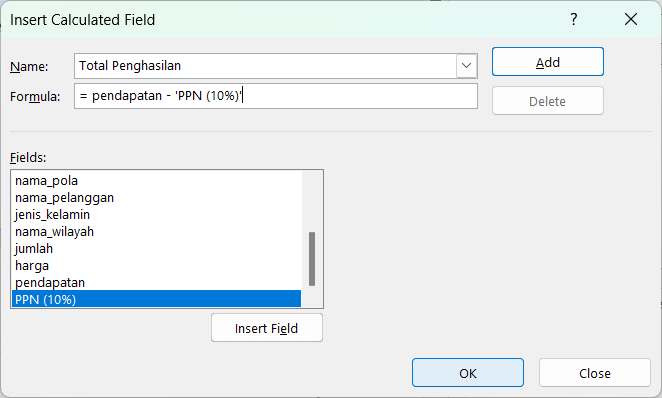 Insert Calculated Field
?
Name: Total Penghasilan Add
Formula: = pendapatan - 'PPN (10%)' Delete
Fields:
nama_pola
nama_pelanggan
jenis_kelamin
nama_wilayah
jumlah
harga
pendapatan
PPN (10%)
Insert Field
OK Close